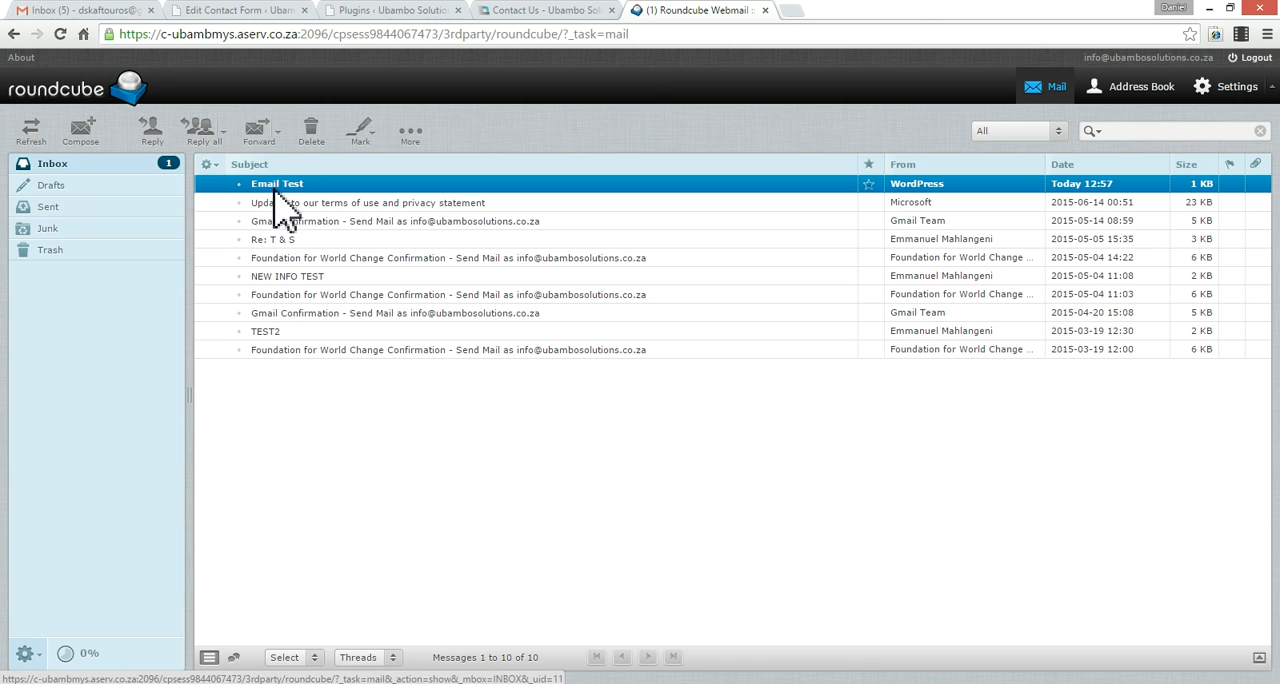 Inbox (5) - dskaftouros@g
Edit Contact Form ‹ Ubam
Plugins ‹ Ubambo Solution
Contact Us - Ubambo Sol
(1) Roundcube Webmail ::
Daniel
https://c-ubambmys.aserv.co.za:2096/cpsess9844067473/3rdparty/roundcube/?_task=mail
About
info@ubambosolutions.co.za
Logout
roundcube
Mail
Address Book
Settings
Refresh
Compose
Reply
Reply all
Forward
Delete
Mark
More
All
Inbox 1
Drafts
Sent
Junk
Trash
Subject From Date Size
Email Test WordPress Today 12:57 1 KB
Upda to our terms of use and privacy statement Microsoft 2015-06-14 00:51 23 KB
Gma nfirmation - Send Mail as info@ubambosolutions.co.za Gmail Team 2015-05-14 08:59 5 KB
Re: T & S Emmanuel Mahlangeni 2015-05-05 15:35 3 KB
Foundation for World Change Confirmation - Send Mail as info@ubambosolutions.co.za Foundation for World Change ... 2015-05-04 14:22 6 KB
NEW INFO TEST Emmanuel Mahlangeni 2015-05-04 11:08 2 KB
Foundation for World Change Confirmation - Send Mail as info@ubambosolutions.co.za Foundation for World Change ... 2015-05-04 11:03 6 KB
Gmail Confirmation - Send Mail as info@ubambosolutions.co.za Gmail Team 2015-04-20 15:08 5 KB
TEST2 Emmanuel Mahlangeni 2015-03-19 12:30 2 KB
Foundation for World Change Confirmation - Send Mail as info@ubambosolutions.co.za Foundation for World Change ... 2015-03-19 12:00 6 KB
0%
Select
Threads
Messages 1 to 10 of 10
https://c-ubambmys.aserv.co.za:2096/cpsess9844067473/3rdparty/roundcube/?_task=mail&_action=show&_mbox=INBOX&_uid=11